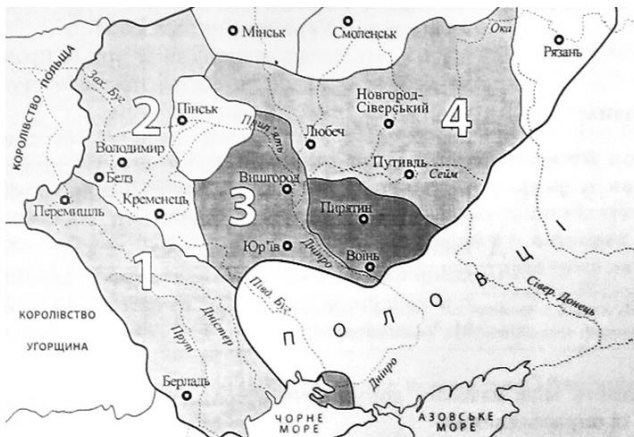 Мінськ
Смоленськ
Ока
Рязань
КОРОЛІВСТВО ПОЛЬЩА
Зах. Буг
2
Пінськ
Прип'ять
Новгород-
Сіверський
4
Любеч
Володимир
Белз
Путивль
Сейм
Вишгород
Перемишль
Кременець
3
Пирятин
Юр'їв
Дніпро
Воїнь
1
ПОЛОВЦІ
Сівер. Донець
Півд. Буг
КОРОЛІВСТВО
УГОРЩИНА
Дністер
Прут
Дніпро
Берладь
ЧОРНЕ
МОРЕ
АЗОВСЬКЕ
МОРЕ